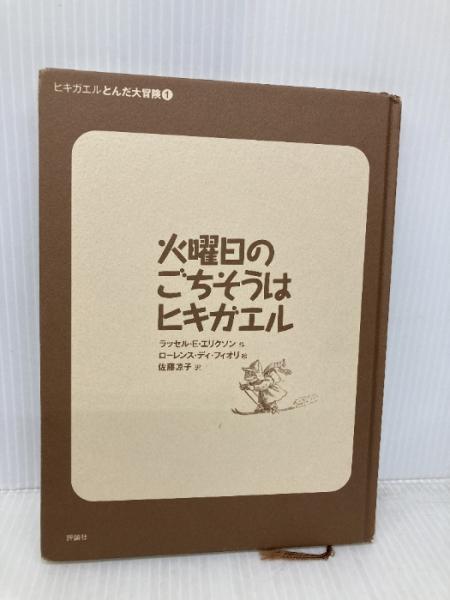 ヒキガエルとんだ大冒険❶
火曜日の
ごちそうは
ヒキガエル
ラッセル・E・エリクソン 作
ローレンス・ディ・フィオリ 絵
佐藤凉子 訳
評論社